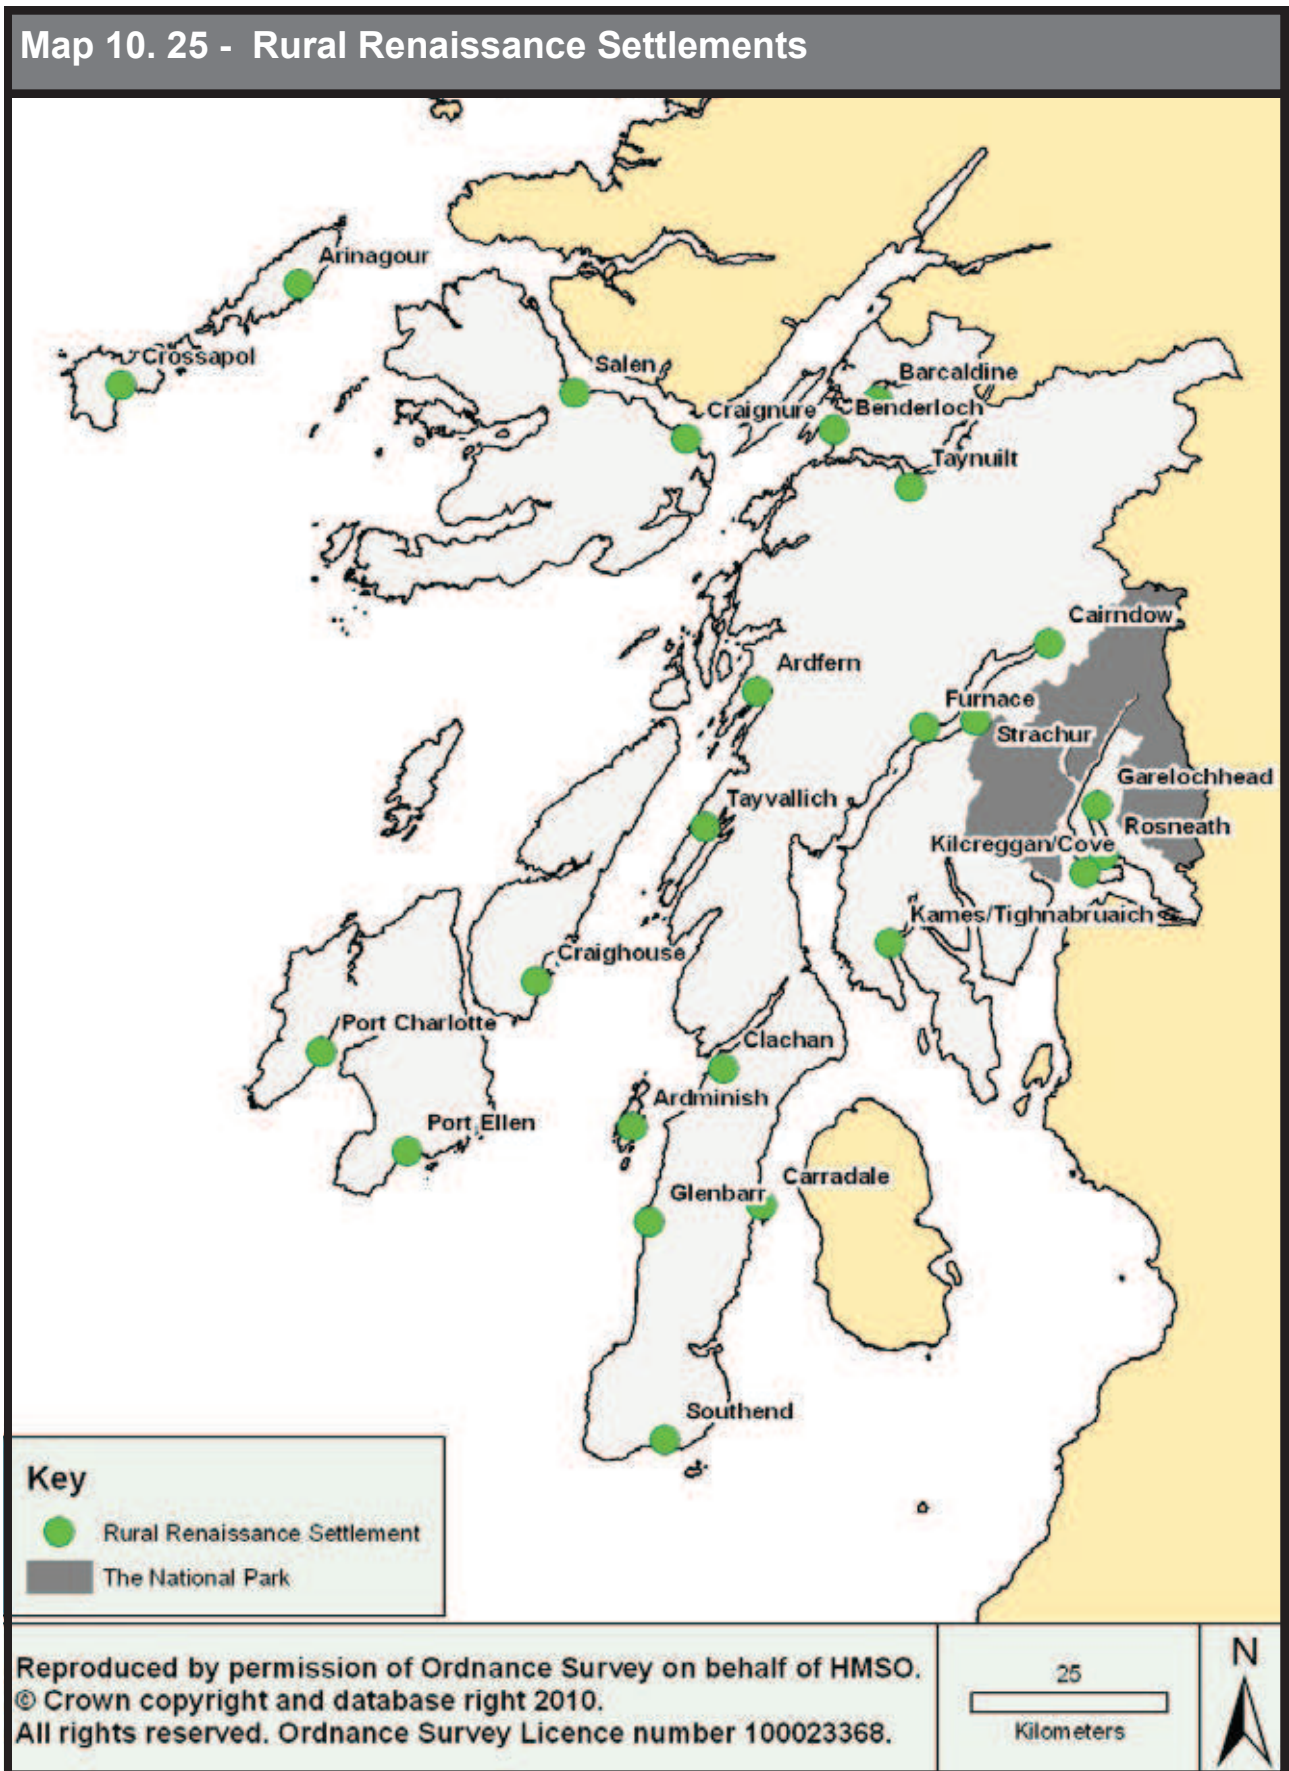 Map 10. 25 - Rural Renaissance Settlements
Arinagour
Crossapol
Salen
Barcaldine
Craignure
Benderloch
Taynuilt
Cairndow
Ardfern
Furnace
Strachur
Garelochhead
Tayvallich
Rosneath
Kilcreggan/Cove
Kames/Tighnabruaich
Craighouse
Port Charlotte
Clachan
Ardminish
Port Ellen
Carradale
Glenbarr
Southend
Key
Rural Renaissance Settlement
The National Park
Reproduced by permission of Ordnance Survey on behalf of HMSO.
© Crown copyright and database right 2010.
All rights reserved. Ordnance Survey Licence number 100023368.
25
Kilometers
N